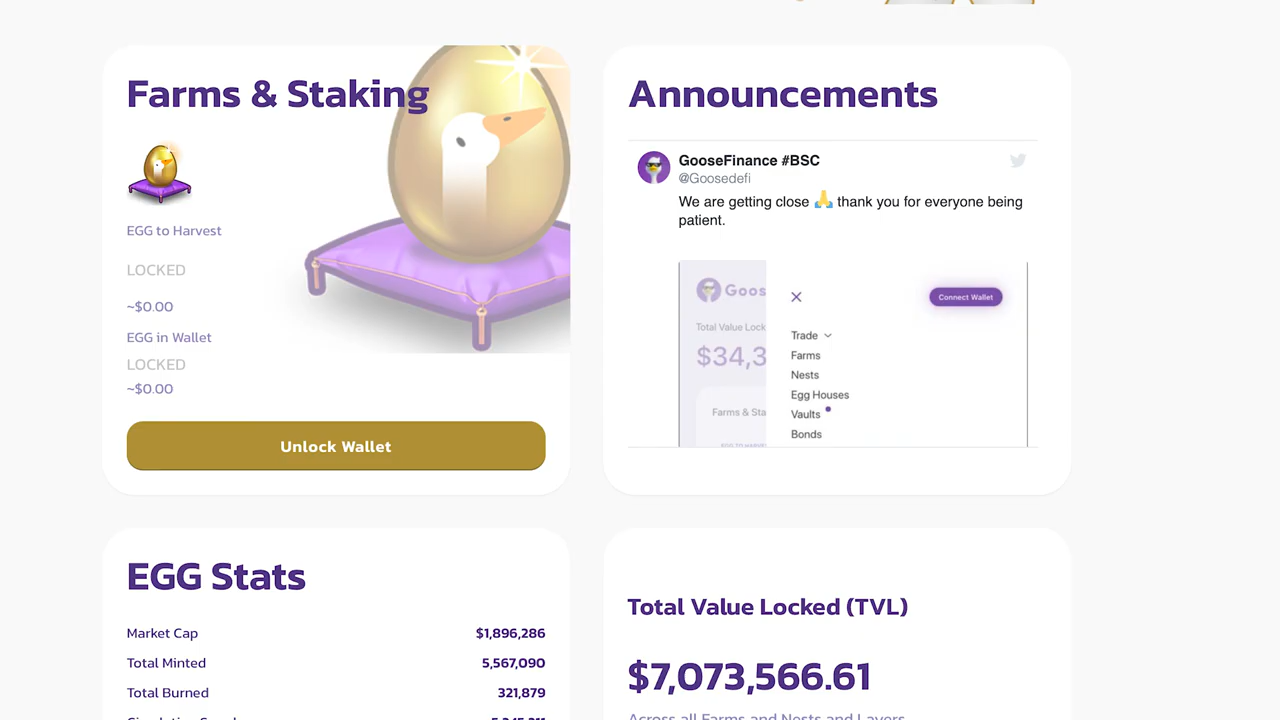 Farms & Staking
EGG to Harvest
LOCKED
~$0.00
EGG in Wallet
LOCKED
~$0.00
Unlock Wallet
Announcements
GooseFinance #BSC
@Goosedefi
We are getting close 🙏 thank you for everyone being
patient.
Goos
Total Value Lock
$34,3
Farms & Sta
Connect Wallet
Trade
Farms
Nests
Egg Houses
Vaults
Bonds
EGG Stats
Market Cap $1,896,286
Total Minted 5,567,090
Total Burned 321,879
Total Value Locked (TVL)
$7,073,566.61
Across all Farms and Nests and Layers